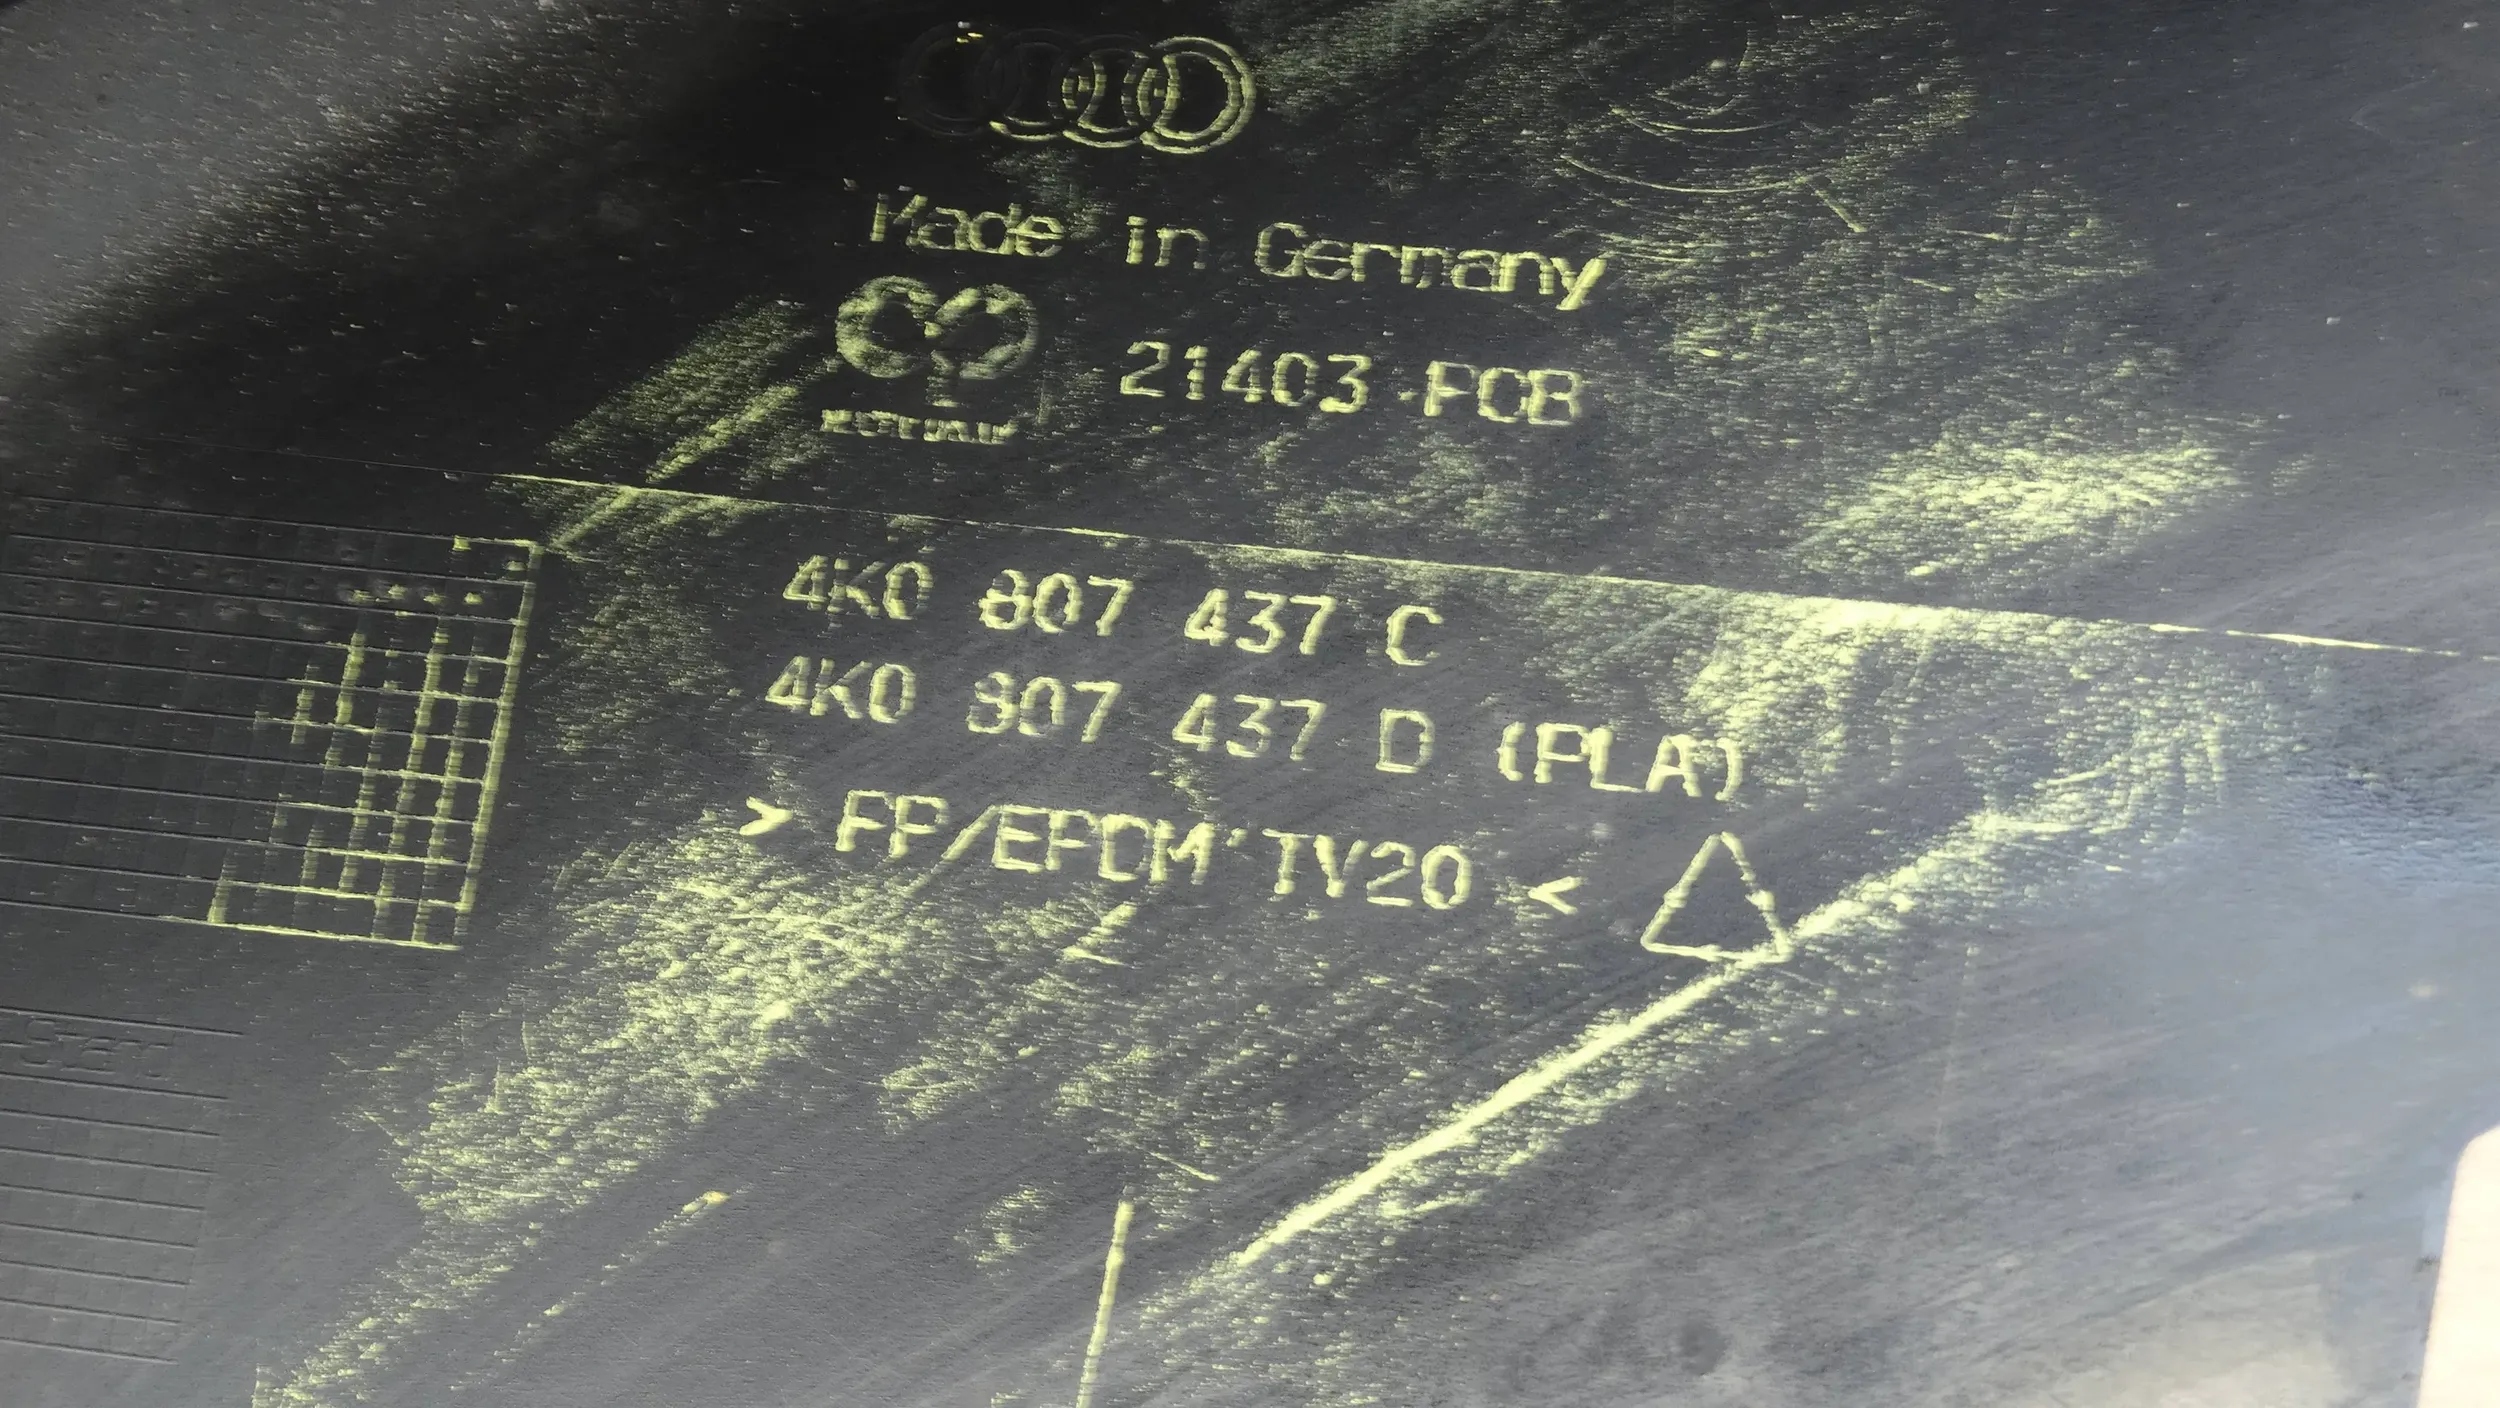 Made in Germany
21403-PCB
4K0 807 437 C
4K0 807 437 D (PLA)
> PP/EPDM TV20 <